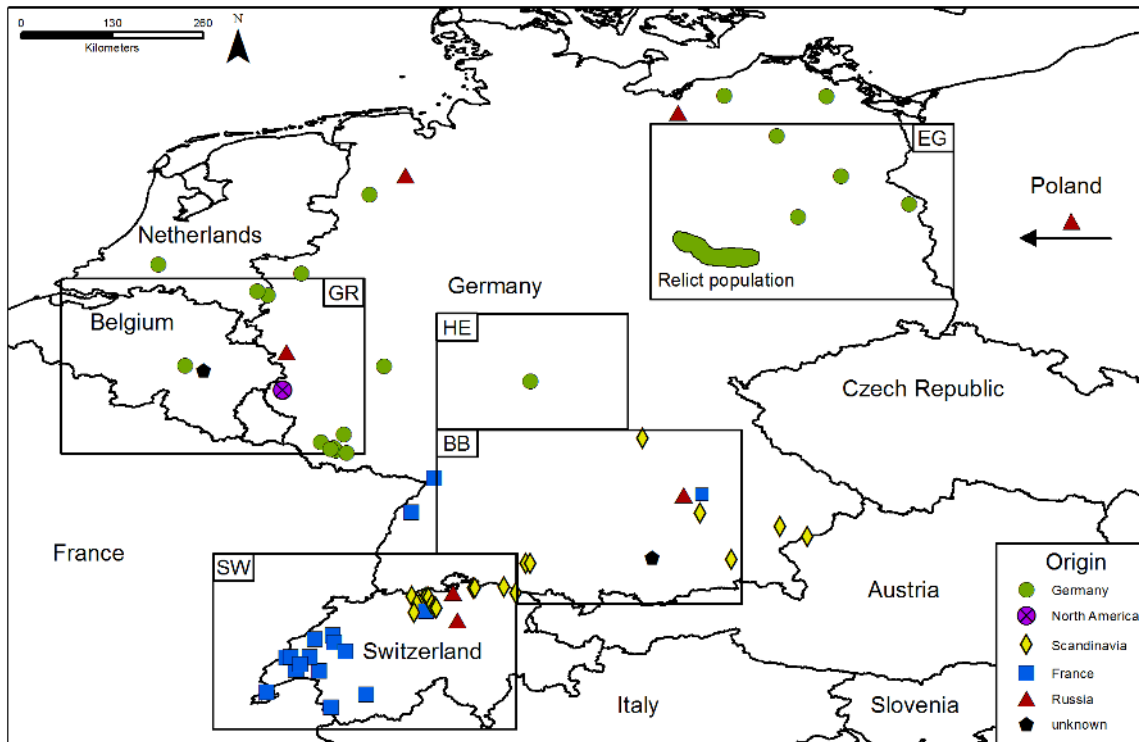 0 130 260
Kilometers
N
EG
Poland
Netherlands
Relict population
Germany
GR
Belgium
HE
Czech Republic
BB
France
SW
Austria
Switzerland
Italy
Slovenia
Origin
Germany
North America
Scandinavia
France
Russia
unknown